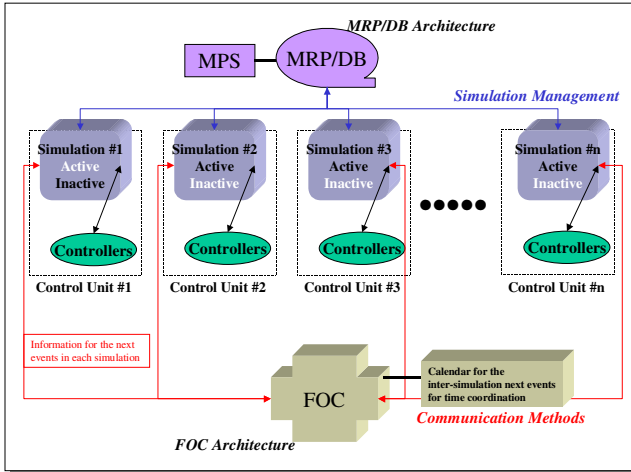 MRP/DB Architecture
MPS
MRP/DB
Simulation Management
Simulation #1
Active
Inactive
Controllers
Control Unit #1
Simulation #2
Active
Inactive
Controllers
Control Unit #2
Simulation #3
Active
Inactive
Controllers
Control Unit #3
Simulation #n
Active
Inactive
Controllers
Control Unit #n
Information for the next
events in each simulation
FOC
Calendar for the
inter-simulation next events
for time coordination
Communication Methods
FOC Architecture